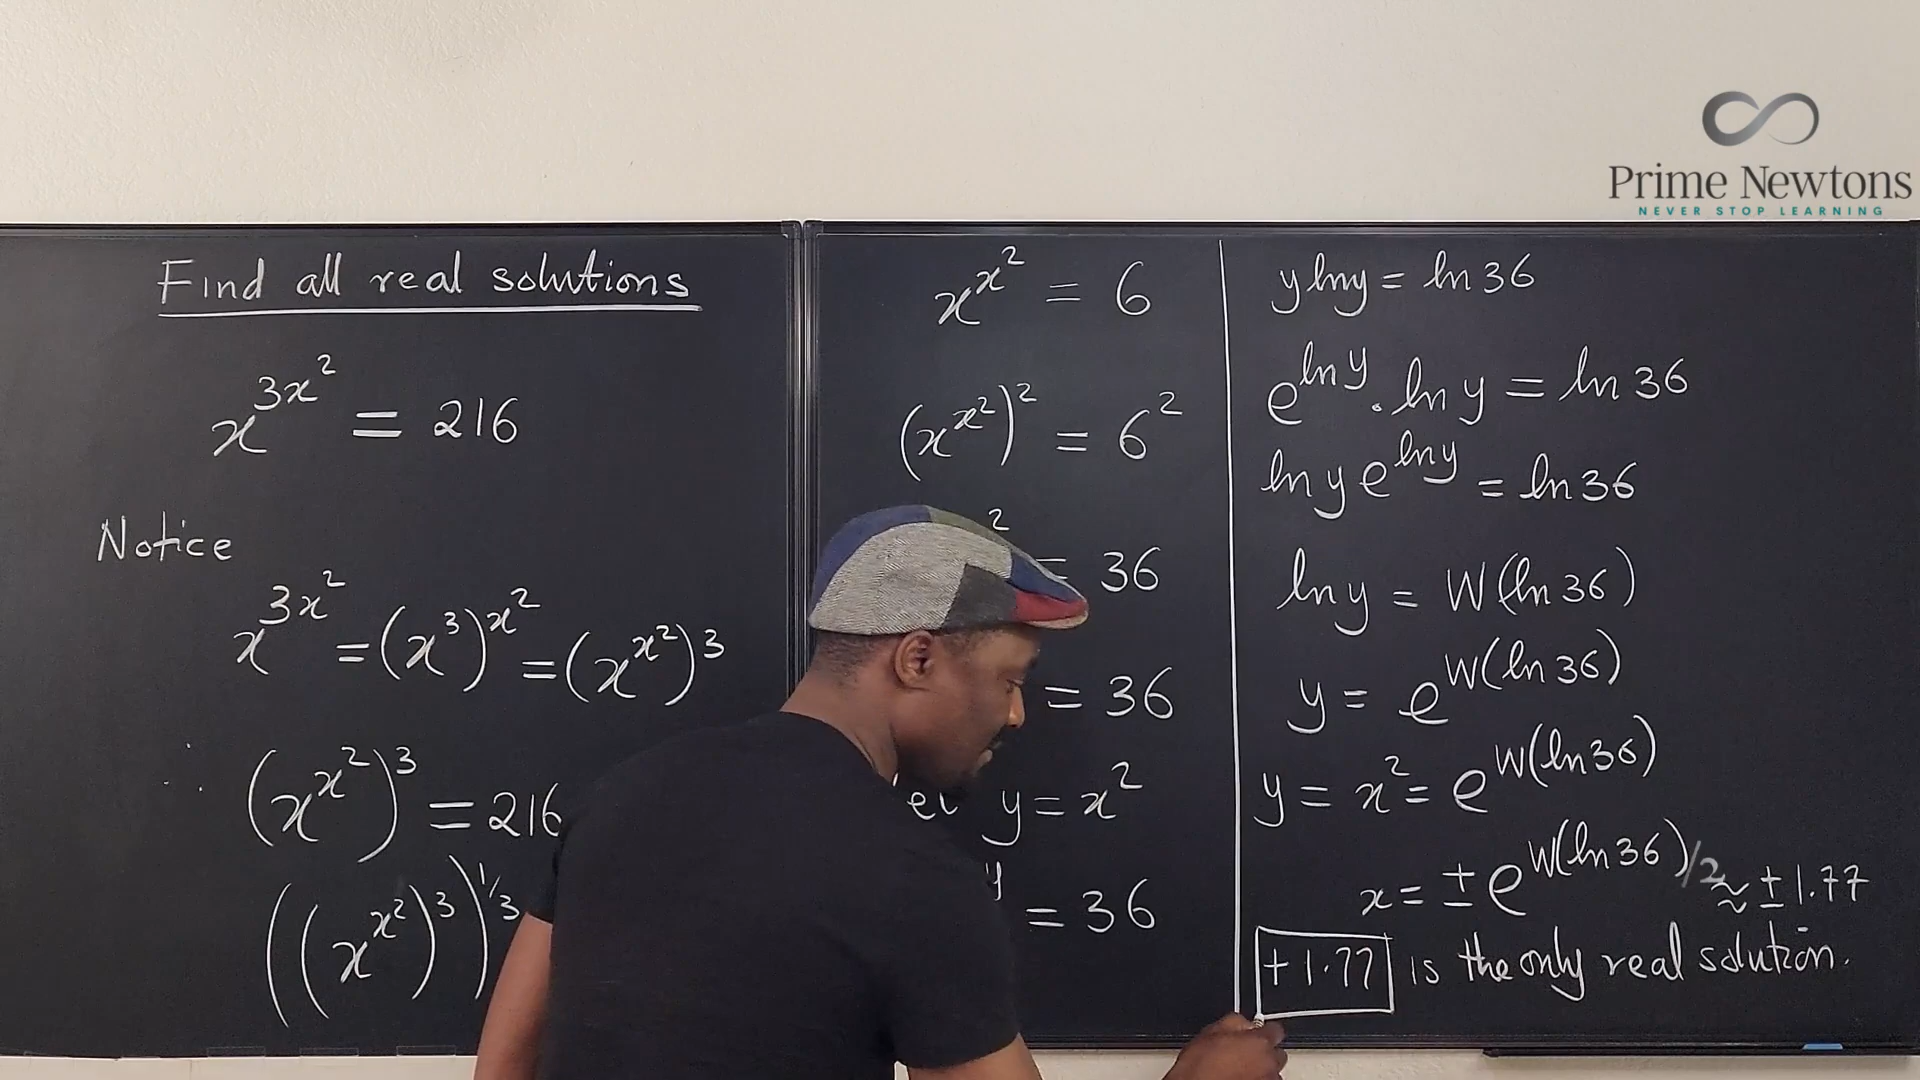 Prime Newtons
NEVER STOP LEARNING
Find all real solutions
x^{3x^2} = 216
Notice
x^{3x^2} = (x^3)^{x^2} = (x^{x^2})^3
∴ (x^{x^2})^3 = 216
((x^{x^2})^3)^{1/3}
x^{x^2} = 6
(x^{x^2})^2 = 6^2
2 = 36
= 36
y = x^2
y = 36
y ln y = ln 36
e^{ln y} . ln y = ln 36
ln y e^{ln y} = ln 36
ln y = W(ln 36)
y = e^{W(ln 36)}
y = x^2 = e^{W(ln 36)}
x = ± e^{W(ln 36)/2} ≈ ± 1.77
+ 1.77 is the only real solution.